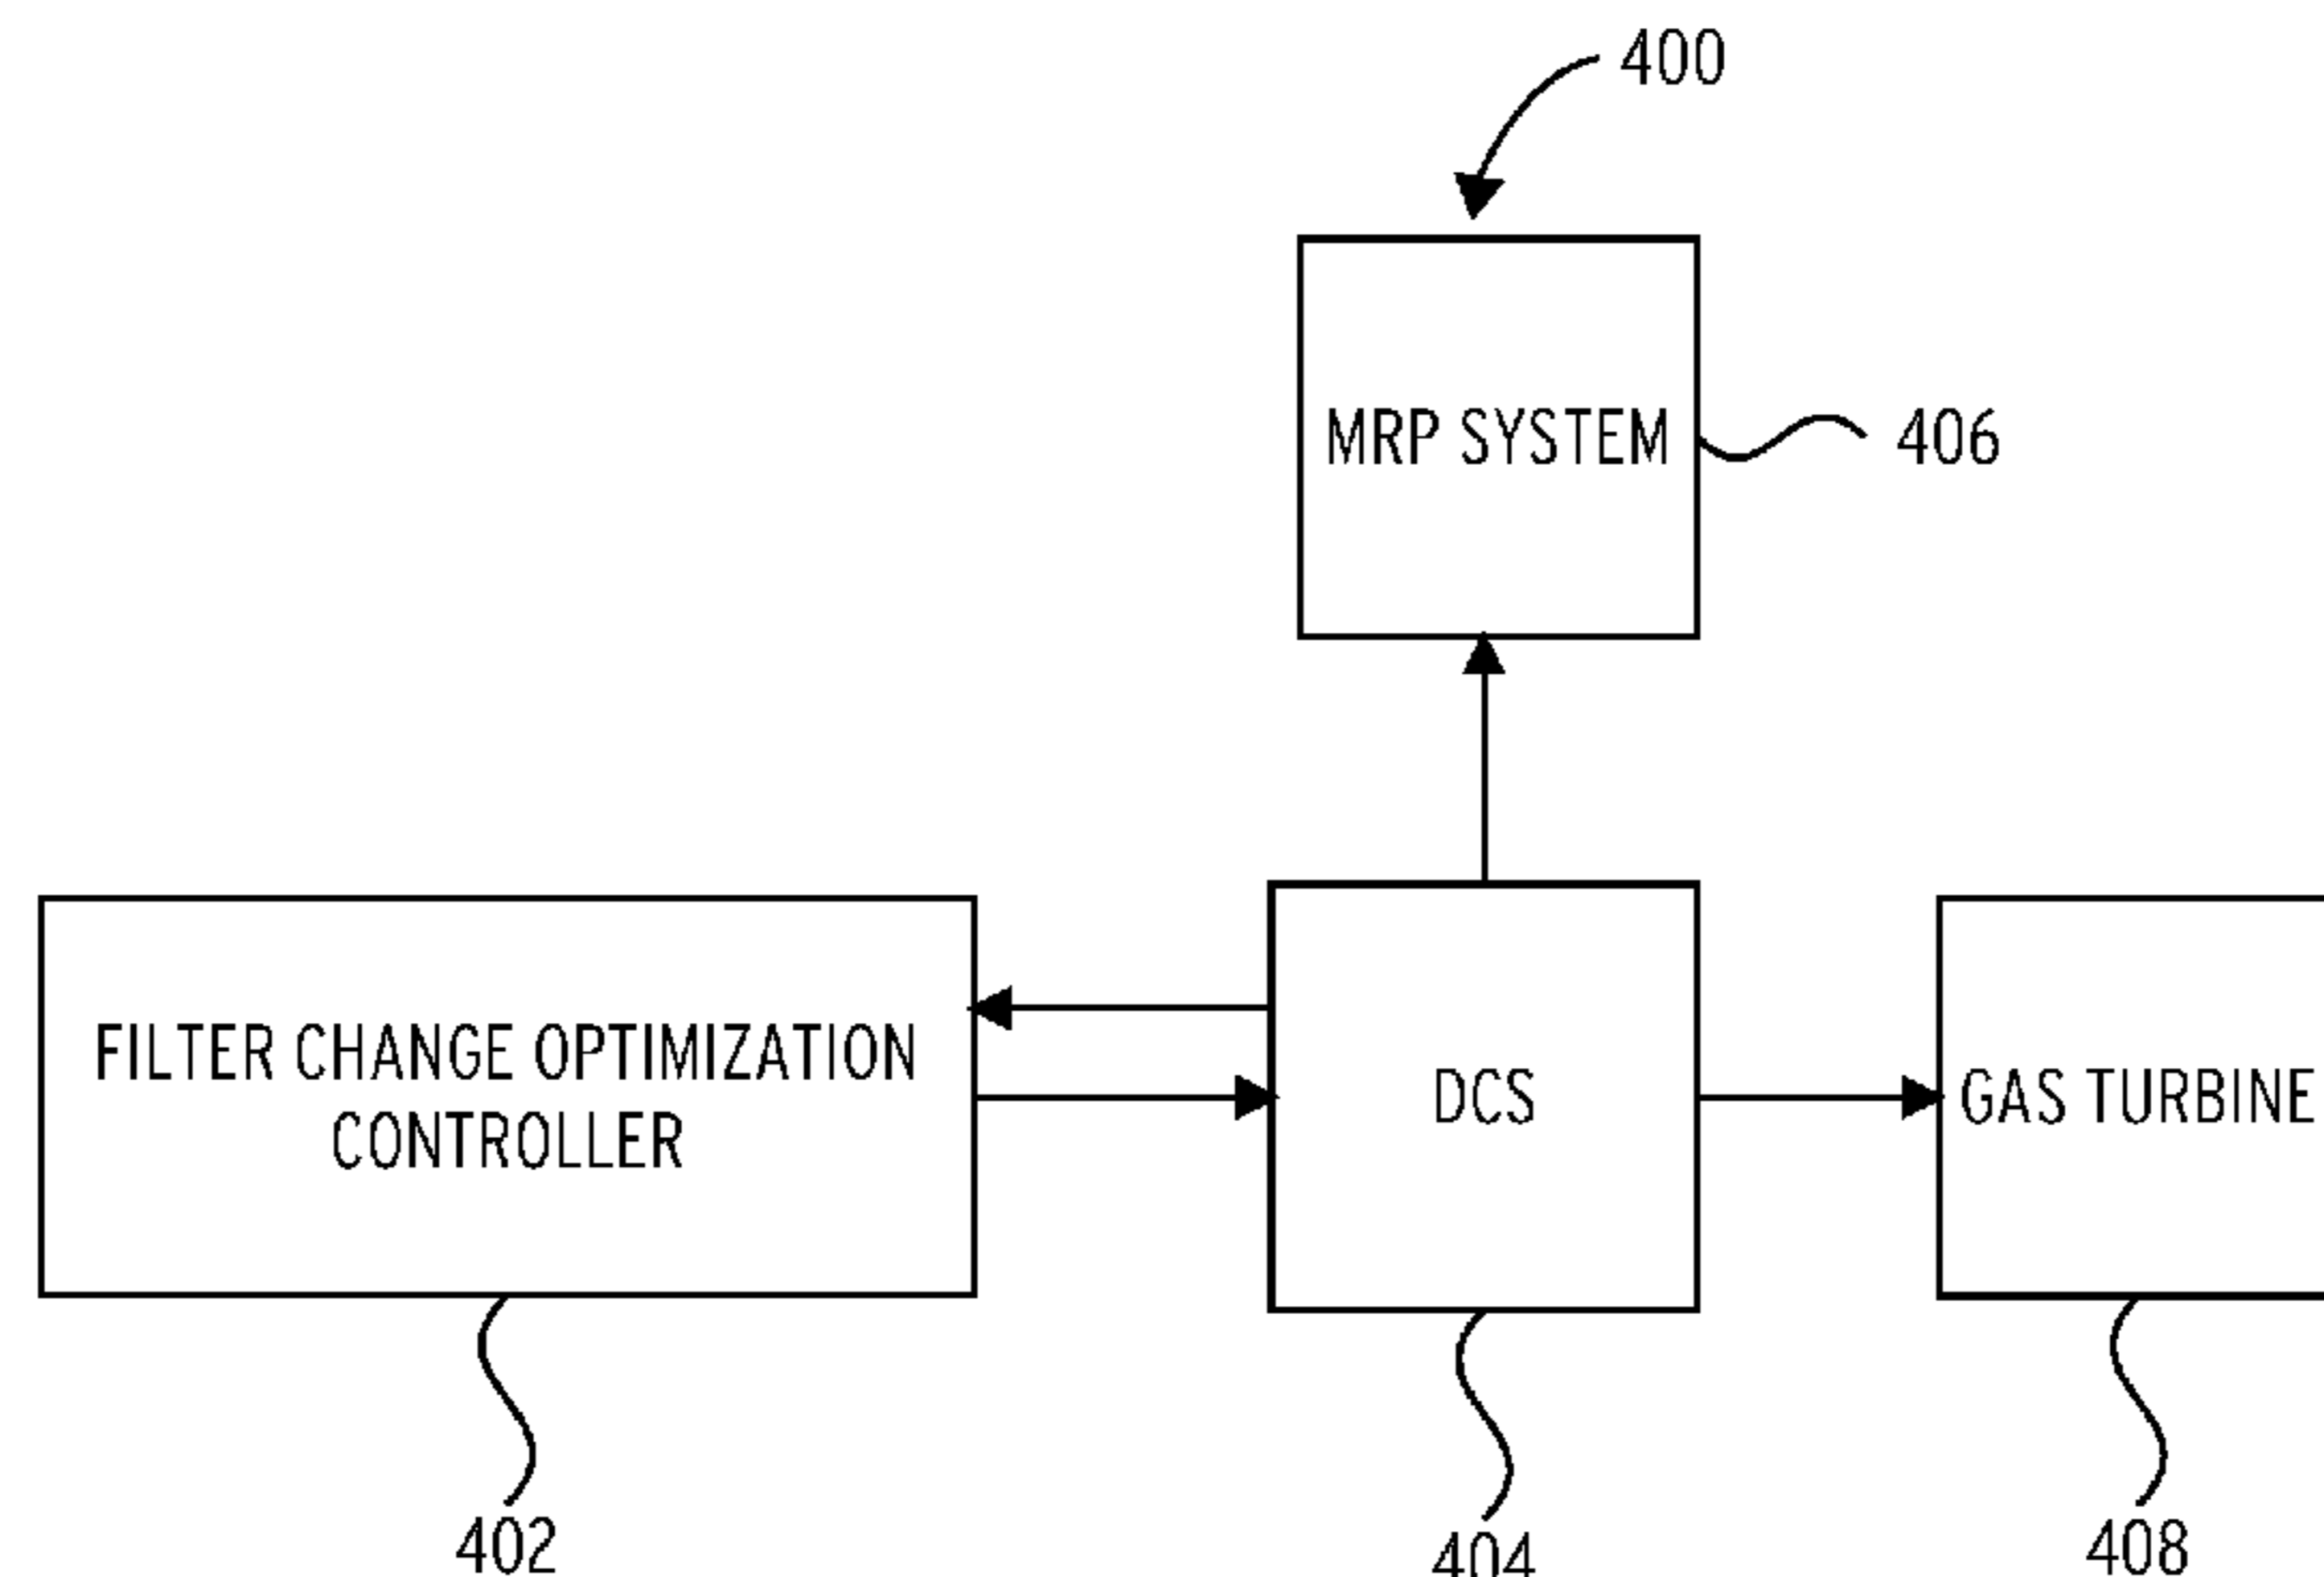 400
MRP SYSTEM
406
FILTER CHANGE OPTIMIZATION
CONTROLLER
DCS
GAS TURBINE
402
404
408